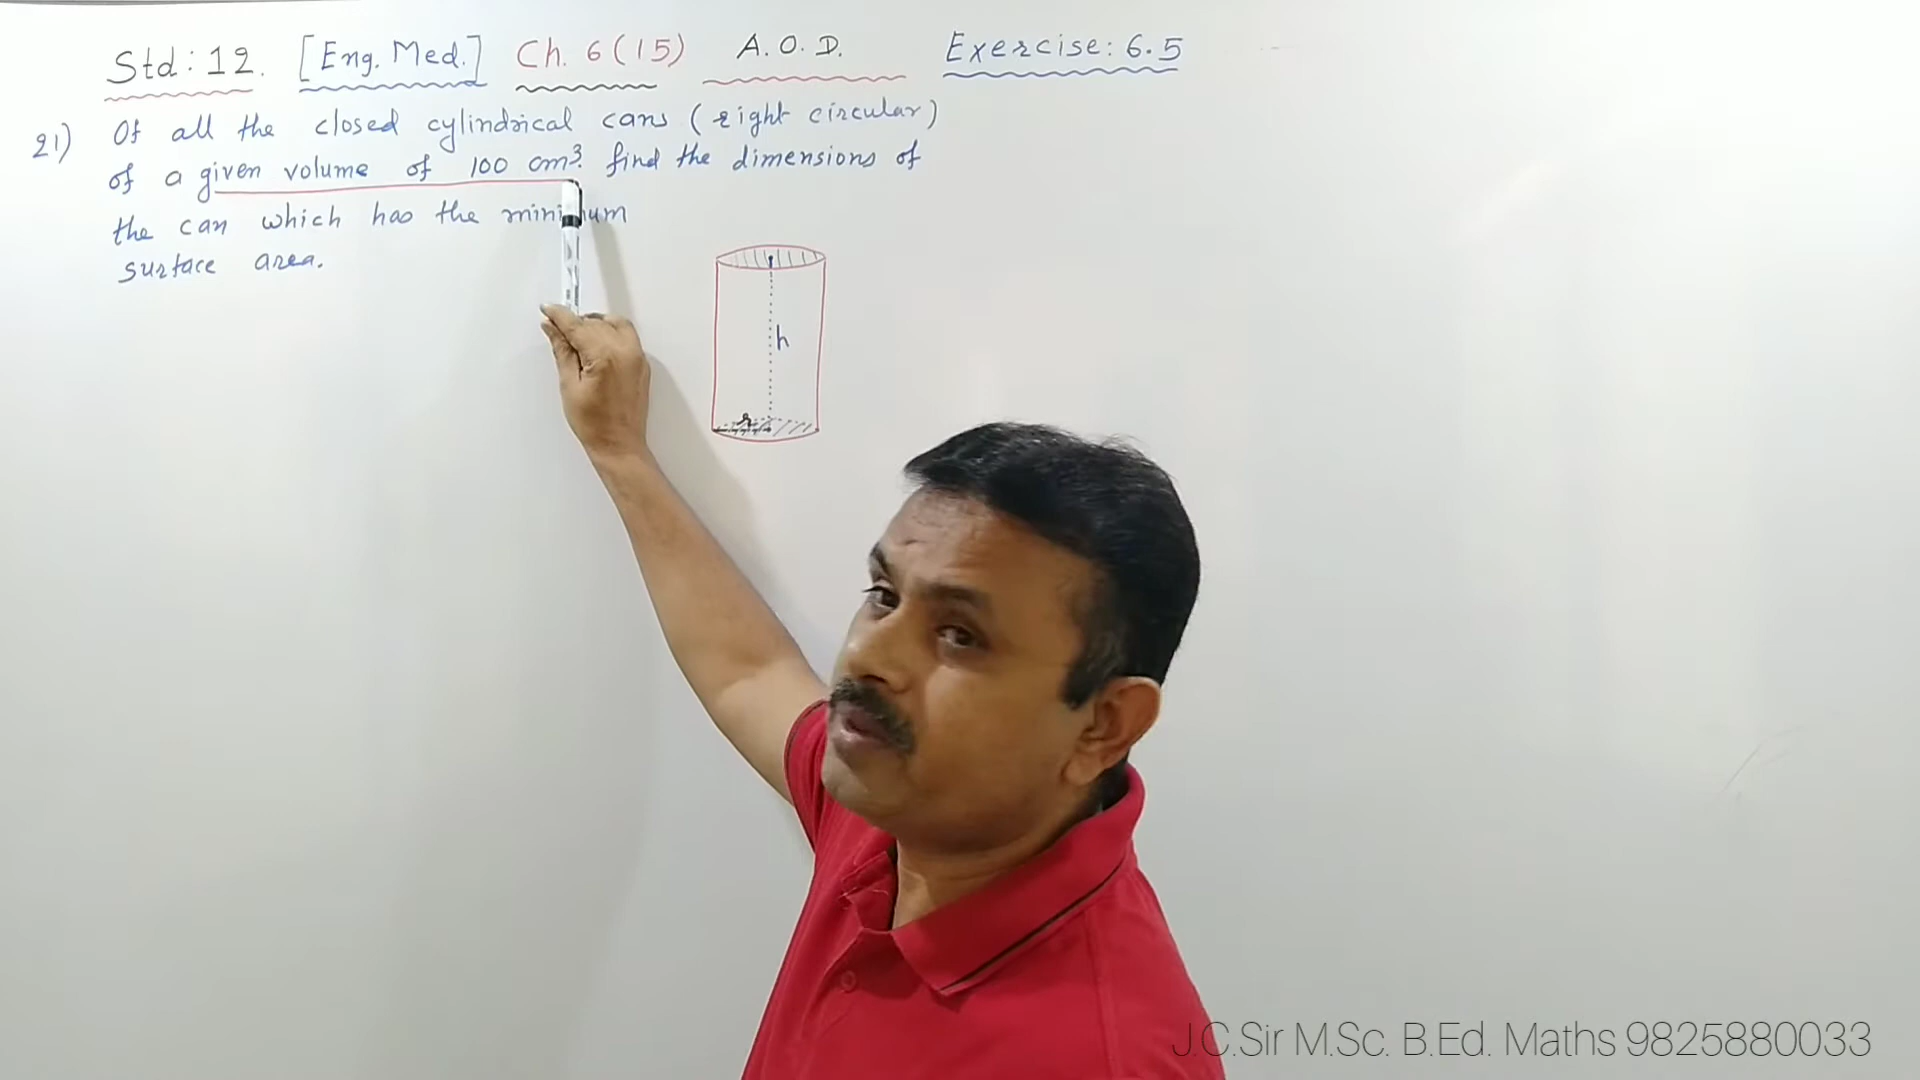 Std: 12. [Eng. Med.] Ch. 6 (15) A.O.D. Exercise: 6.5
21) Of all the closed cylindrical cans (right circular)
of a given volume of 100 cm³. find the dimensions of
the can which has the minimum
surface area.
h
r
J.C.Sir M.Sc. B.Ed. Maths 9825880033